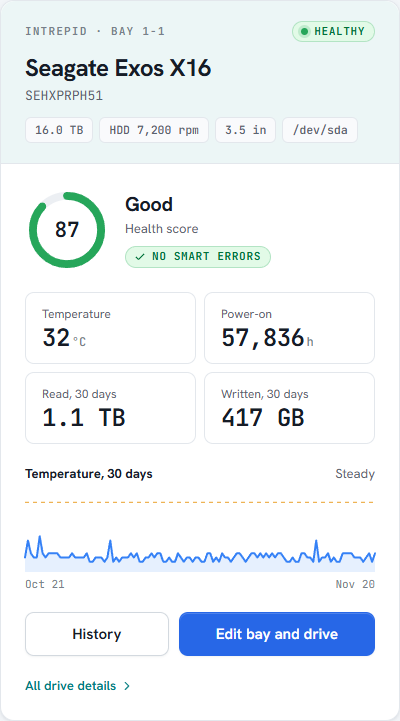 INTREPID · BAY 1-1
HEALTHY
Seagate Exos X16
SEHXPRPH51
16.0 TB
HDD 7,200 rpm
3.5 in
/dev/sda
87
Good
Health score
NO SMART ERRORS
Temperature
32°C
Power-on
57,836h
Read, 30 days
1.1 TB
Written, 30 days
417 GB
Temperature, 30 days
Steady
Oct 21
Nov 20
History
Edit bay and drive
All drive details